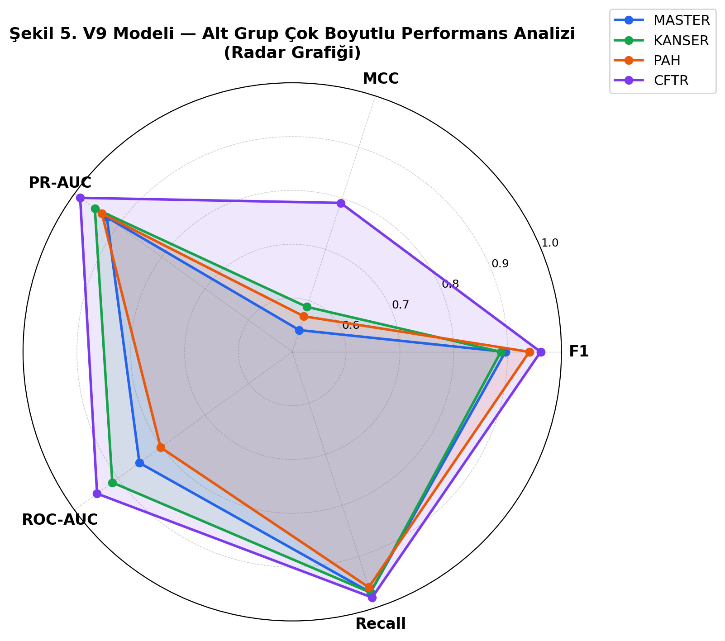 Şekil 5. V9 Modeli — Alt Grup Çok Boyutlu Performans Analizi
(Radar Grafiği)
MASTER
KANSER
PAH
CFTR
MCC
PR-AUC
1.0
0.9
0.8
0.7
0.6
F1
ROC-AUC
Recall